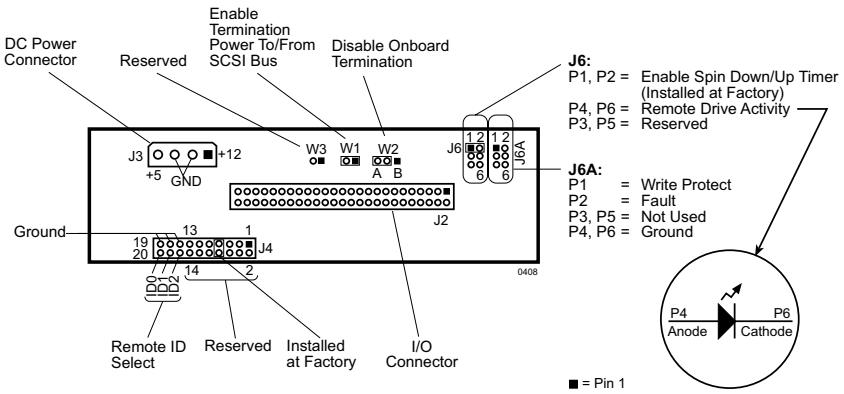 Enable
Termination
Power To/From
SCSI Bus
DC Power
Connector
Reserved
Disable Onboard
Termination
J6:
P1, P2 = Enable Spin Down/Up Timer
(Installed at Factory)
P4, P6 = Remote Drive Activity
P3, P5 = Reserved
J6A:
P1 = Write Protect
P2 = Fault
P3, P5 = Not Used
P4, P6 = Ground
J3
+12
+5
GND
W3
W1
W2
A
B
J6
1 2
6
1 2
6
J6A
J2
Ground
19
20
13
1
J4
14
2
ID0
ID1
ID2
0408
Remote ID
Select
Reserved
Installed
at Factory
I/O
Connector
P4
P6
Anode
Cathode
■ = Pin 1